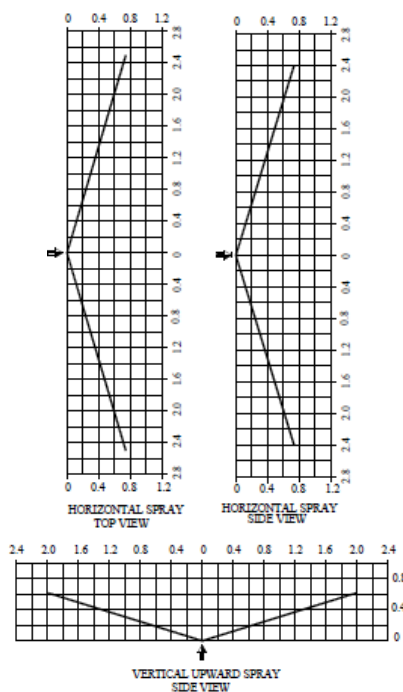 0 0.4 0.8 1.2
0 0.4 0.8 1.2
2.8 2.4 2.0 1.6 1.2 0.8 0.4 0 0.4 0.8 1.2 1.6 2.0 2.4 2.8
2.8 2.4 2.0 1.6 1.2 0.8 0.4 0 0.4 0.8 1.2 1.6 2.0 2.4 2.8
0 0.4 0.8 1.2
0 0.4 0.8 1.2
HORIZONTAL SPRAY
TOP VIEW
HORIZONTAL SPRAY
SIDE VIEW
2.4 2.0 1.6 1.2 0.8 0.4 0 0.4 0.8 1.2 1.6 2.0 2.4
0.8
0.4
0
VERTICAL UPWARD SPRAY
SIDE VIEW